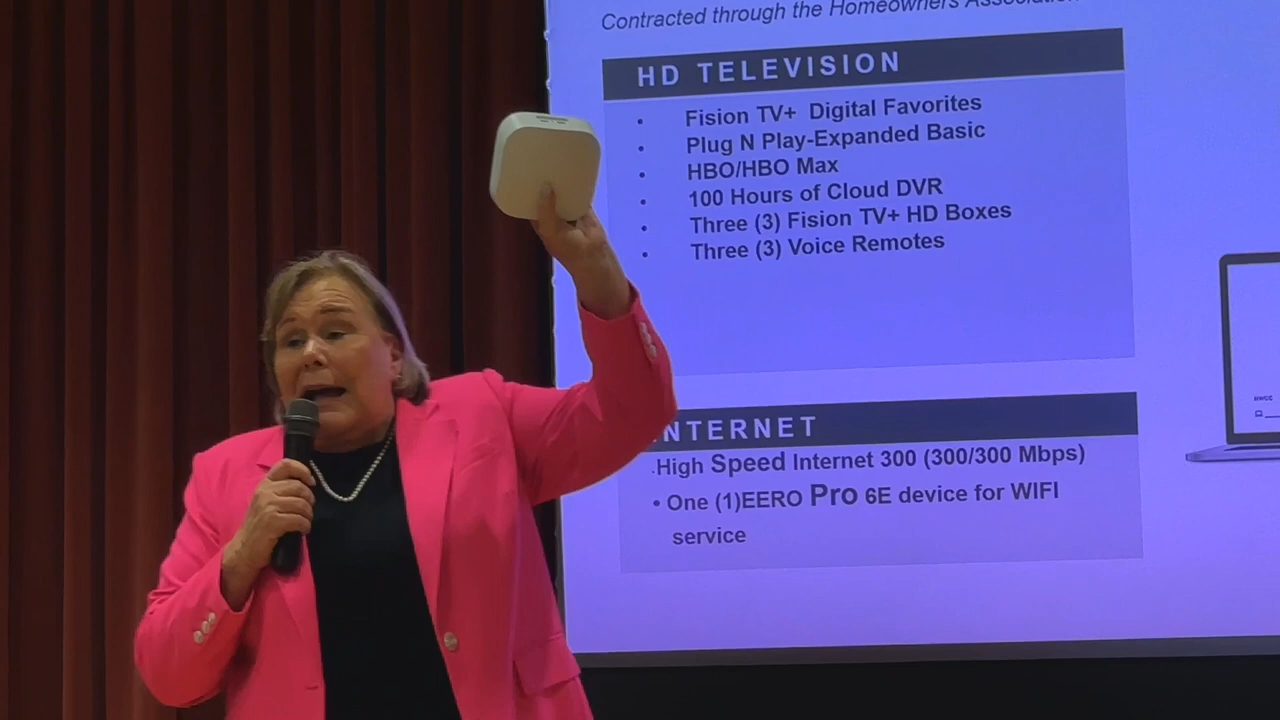 Contracted through the Homeowners Association
HD TELEVISION
• Fision TV+ Digital Favorites
• Plug N Play-Expanded Basic
• HBO/HBO Max
• 100 Hours of Cloud DVR
• Three (3) Fision TV+ HD Boxes
• Three (3) Voice Remotes
INTERNET
.High Speed Internet 300 (300/300 Mbps)
• One (1)EERO Pro 6E device for WIFI
service